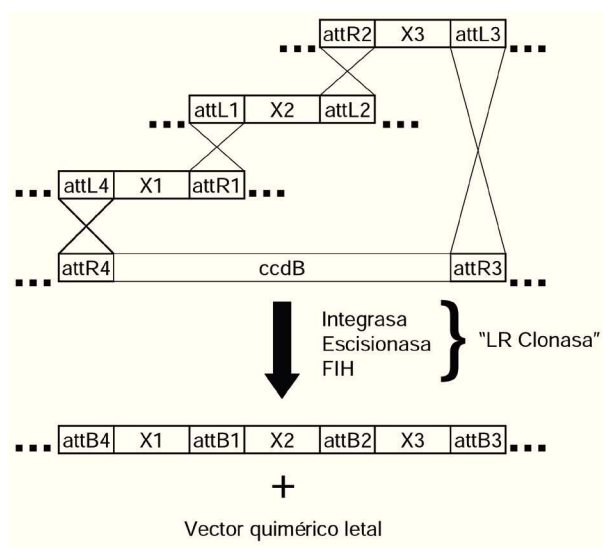 attR2 X3 attL3
attL1 X2 attL2
attL4 X1 attR1
attR4 ccdB attR3
Integrasa
Escisionasa
FIH
"LR Clonasa"
attB4 X1 attB1 X2 attB2 X3 attB3
+
Vector quimérico letal